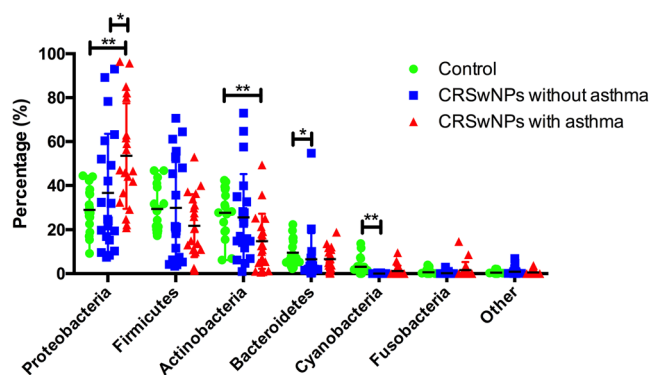 *
**
**
*
**
100
80
60
40
20
0
Percentage (%)
Control
CRSwNPs without asthma
CRSwNPs with asthma
Proteobacteria
Firmicutes
Actinobacteria
Bacteroidetes
Cyanobacteria
Fusobacteria
Other